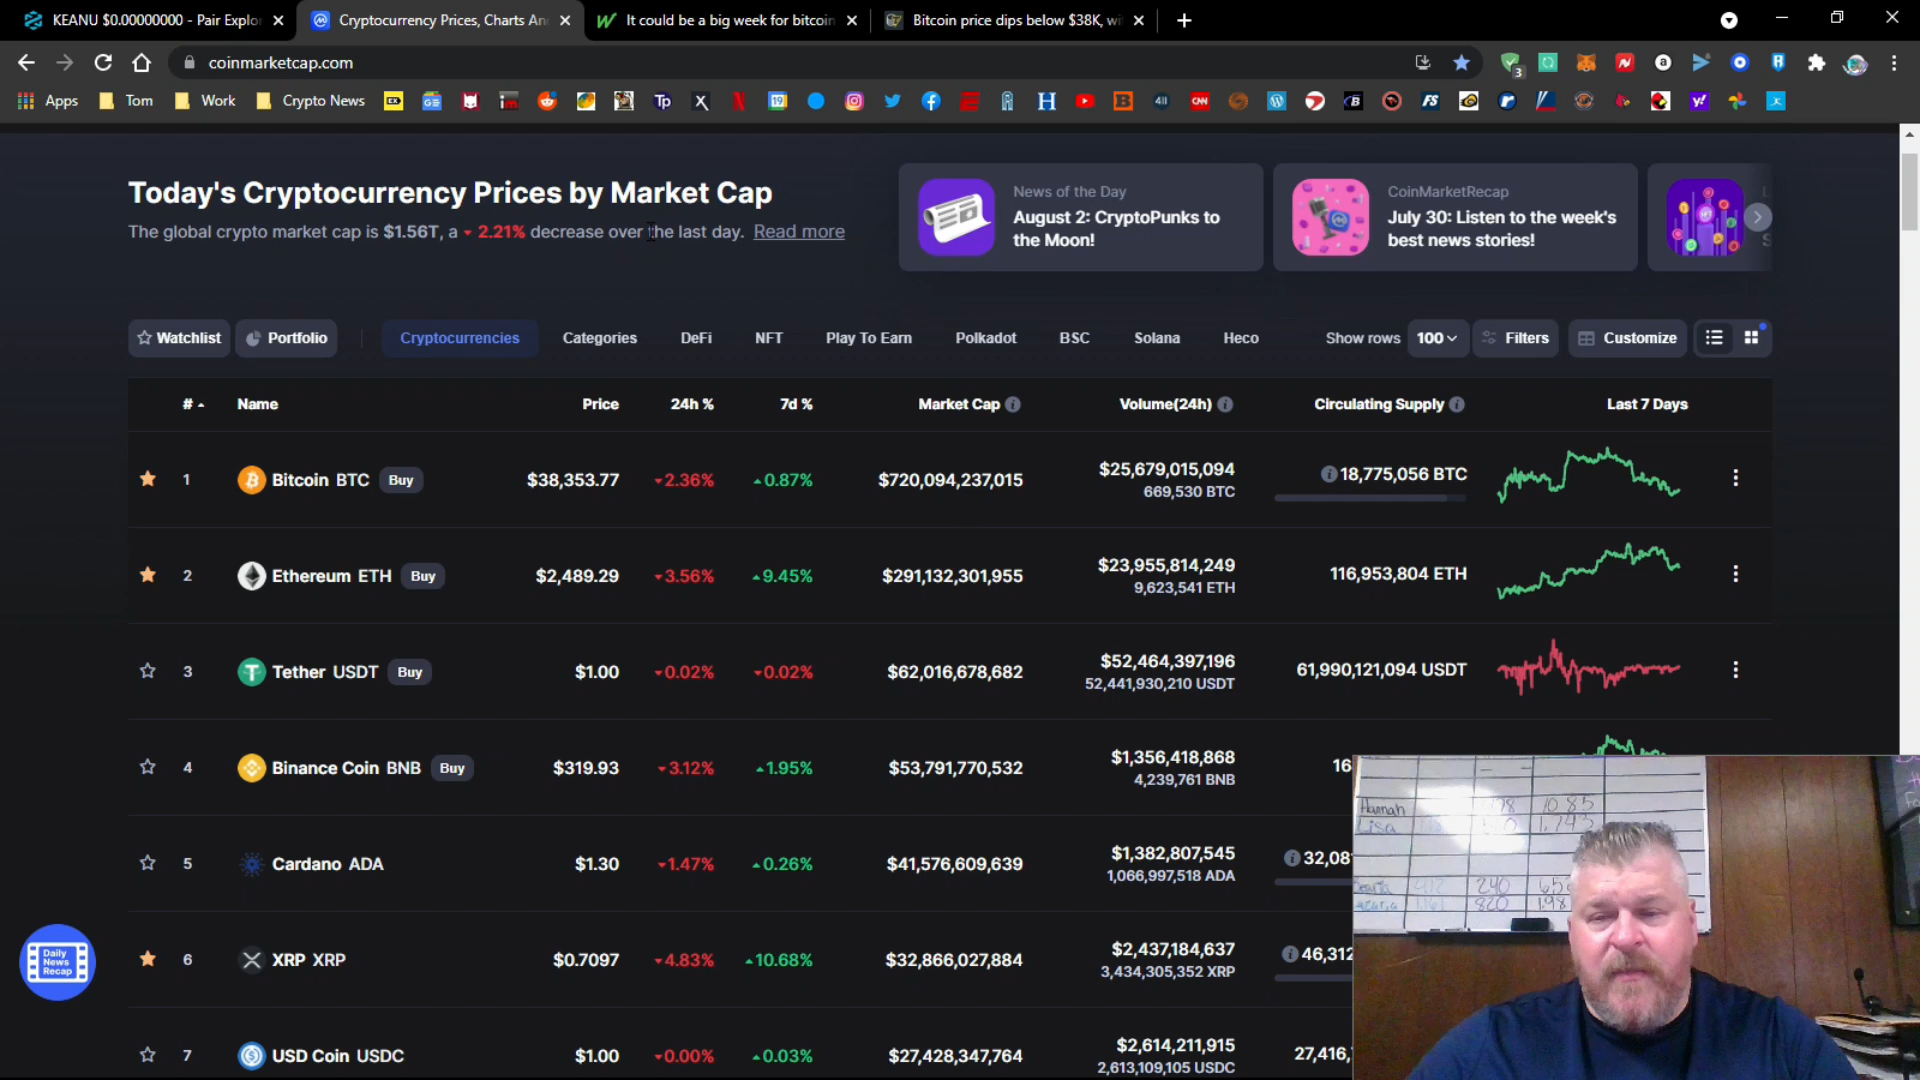 KEANU $0.00000000 - Pair Explo
Cryptocurrency Prices, Charts An
It could be a big week for bitcoin
Bitcoin price dips below $38K, wi
coinmarketcap.com
3
Apps Tom Work Crypto News
Today's Cryptocurrency Prices by Market Cap
The global crypto market cap is $1.56T, a 2.21% decrease over the last day. Read more
News of the Day
August 2: CryptoPunks to
the Moon!
CoinMarketRecap
July 30: Listen to the week's
best news stories!
Watchlist Portfolio Cryptocurrencies Categories DeFi NFT Play To Earn Polkadot BSC Solana Heco Show rows 100 Filters Customize
# Name Price 24h % 7d % Market Cap Volume(24h) Circulating Supply Last 7 Days
1 Bitcoin BTC Buy $38,353.77 2.36% 0.87% $720,094,237,015 $25,679,015,094 18,775,056 BTC
669,530 BTC
2 Ethereum ETH Buy $2,489.29 3.56% 9.45% $291,132,301,955 $23,955,814,249 116,953,804 ETH
9,623,541 ETH
3 Tether USDT Buy $1.00 0.02% 0.02% $62,016,678,682 $52,464,397,196 61,990,121,094 USDT
52,441,930,210 USDT
4 Binance Coin BNB Buy $319.93 3.12% 1.95% $53,791,770,532 $1,356,418,868 16
4,239,761 BNB
5 Cardano ADA $1.30 1.47% 0.26% $41,576,609,639 $1,382,807,545 32,08
1,066,997,518 ADA
6 XRP XRP $0.7097 4.83% 10.68% $32,866,027,884 $2,437,184,637 46,312
3,434,305,352 XRP
7 USD Coin USDC $1.00 0.00% 0.03% $27,428,347,764 $2,614,211,915 27,416,
2,613,109,105 USDC
Daily
News
Recap
Hannah
Lisa
240
820